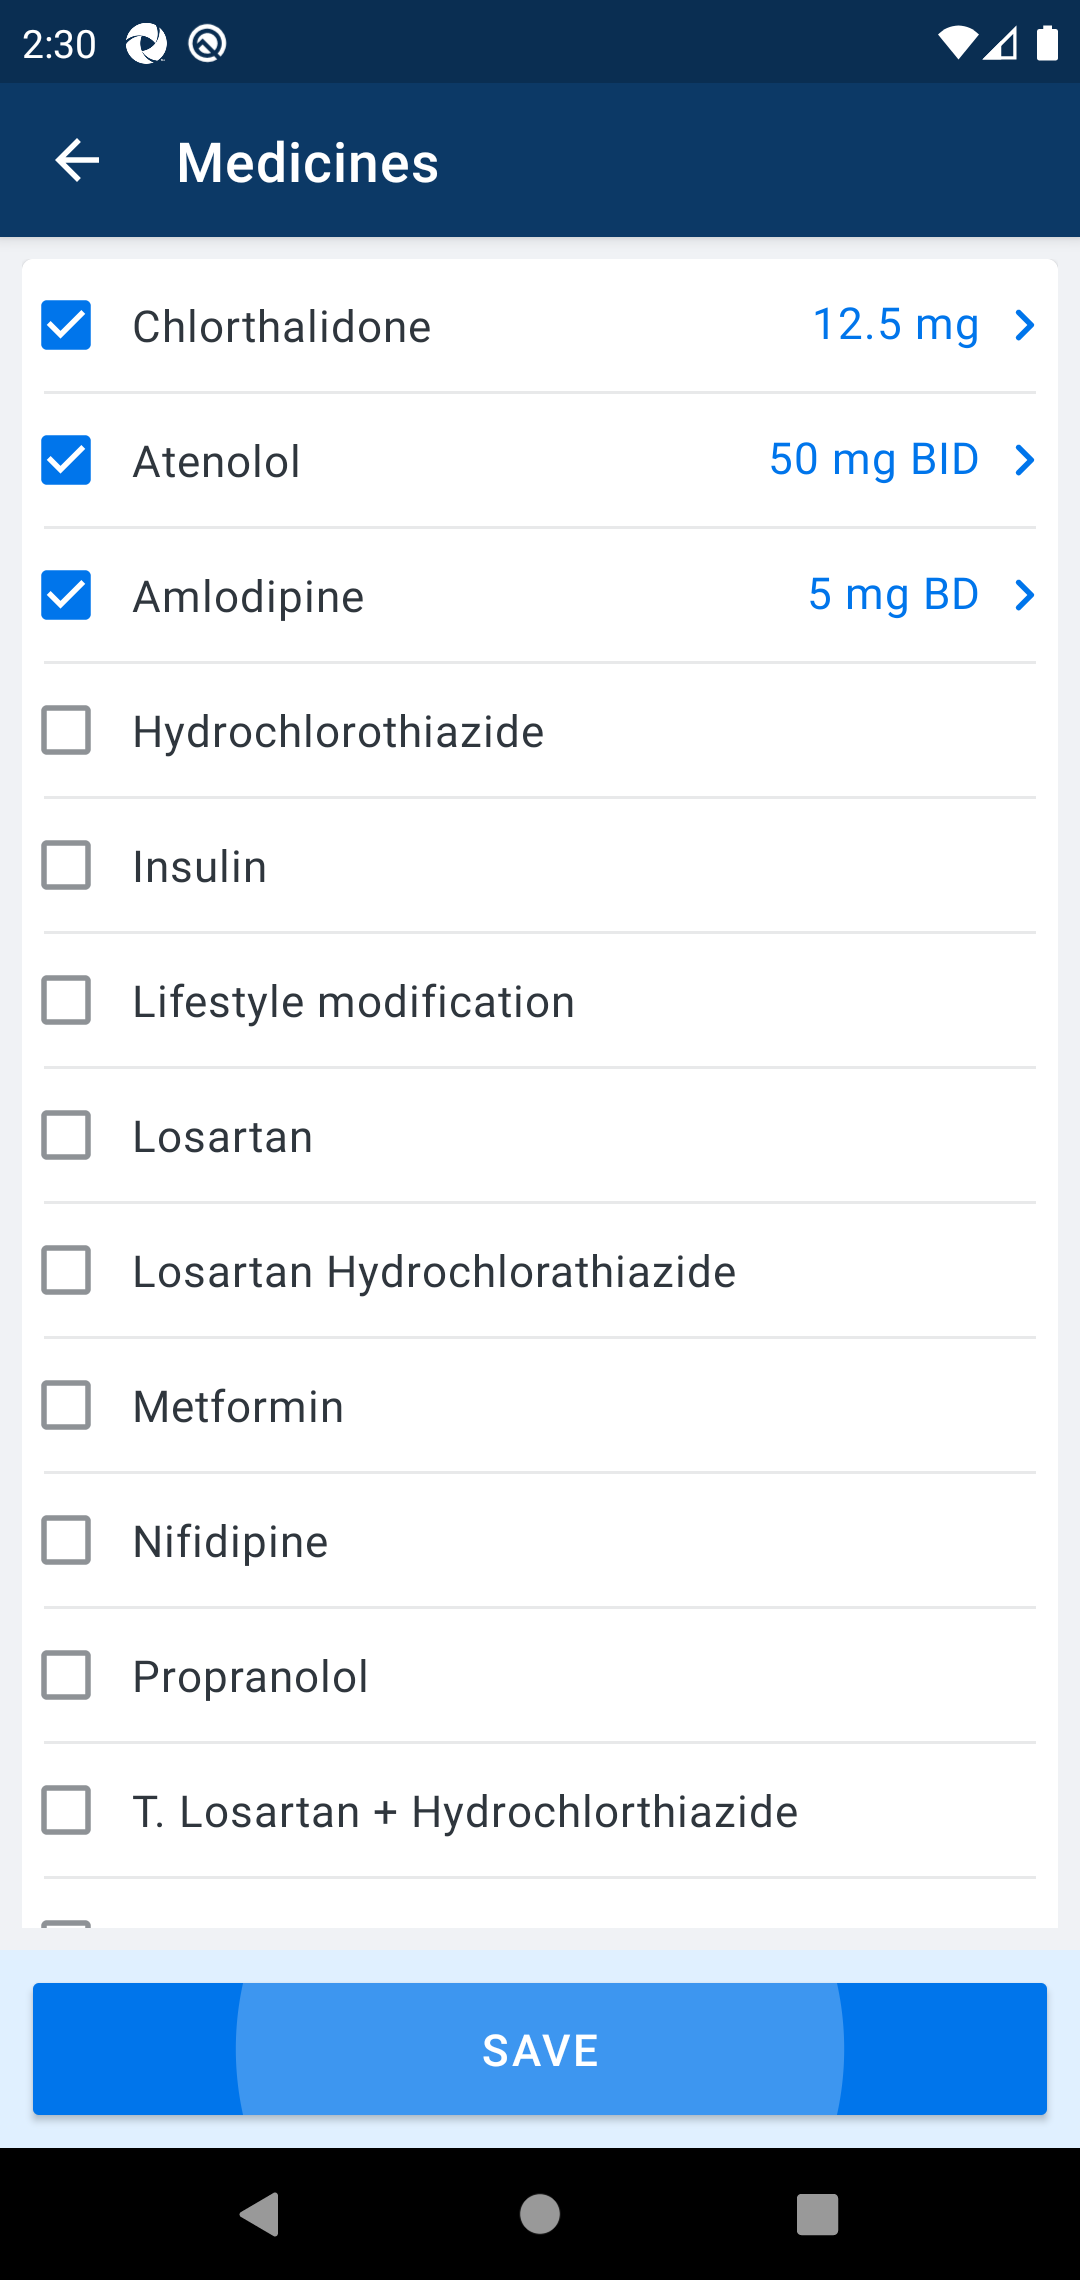 2:30
Medicines
Chlorthalidone 12.5 mg
Atenolol 50 mg BID
Amlodipine 5 mg BD
Hydrochlorothiazide
Insulin
Lifestyle modification
Losartan
Losartan Hydrochlorathiazide
Metformin
Nifidipine
Propranolol
T. Losartan + Hydrochlorthiazide
SAVE